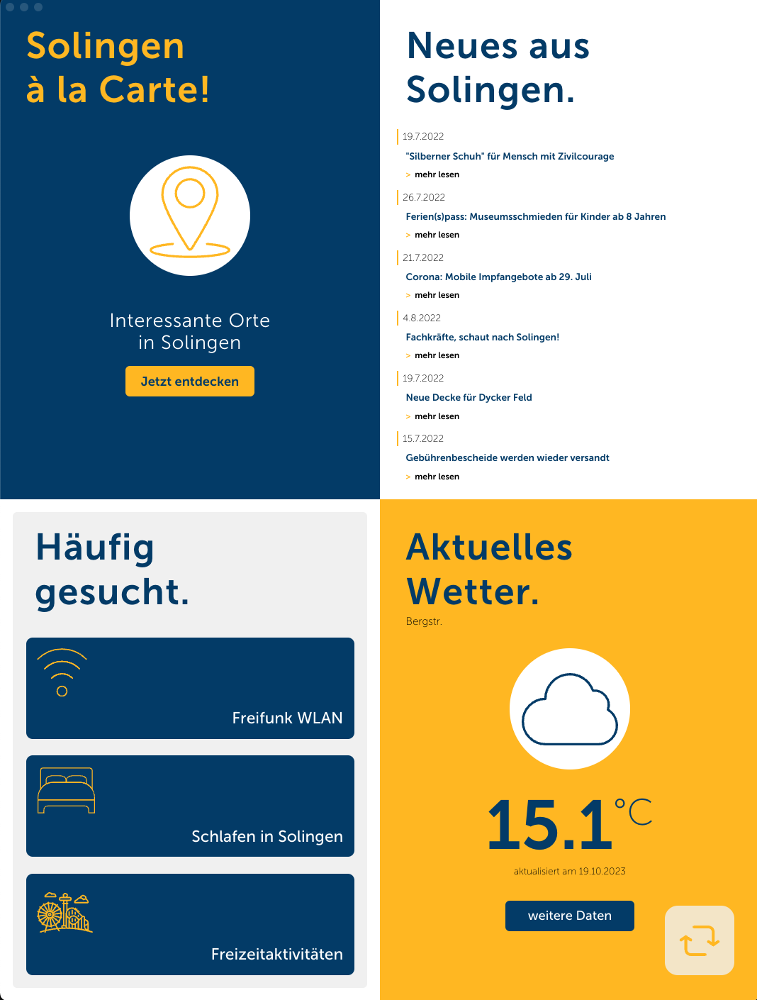 Solingen
à la Carte!
Interessante Orte
in Solingen
Jetzt entdecken
Neues aus
Solingen.
19.7.2022
"Silberner Schuh" für Mensch mit Zivilcourage
> mehr lesen
26.7.2022
Ferien(s)pass: Museumsschmieden für Kinder ab 8 Jahren
> mehr lesen
21.7.2022
Corona: Mobile Impfangebote ab 29. Juli
> mehr lesen
4.8.2022
Fachkräfte, schaut nach Solingen!
> mehr lesen
19.7.2022
Neue Decke für Dycker Feld
> mehr lesen
15.7.2022
Gebührenbescheide werden wieder versandt
> mehr lesen
Häufig
gesucht.
Freifunk WLAN
Schlafen in Solingen
Freizeitaktivitäten
Aktuelles
Wetter.
Bergstr.
15.1 °C
aktualisiert am 19.10.2023
weitere Daten